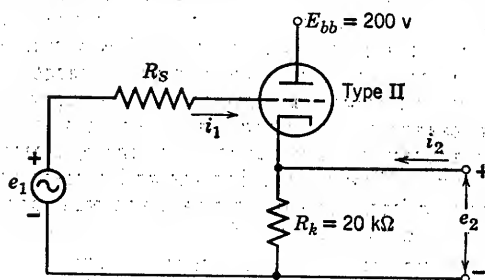 E_bb = 200 v
R_S
Type II
i_1
i_2
+
e_1
−
R_k = 20 kΩ
+
e_2
−